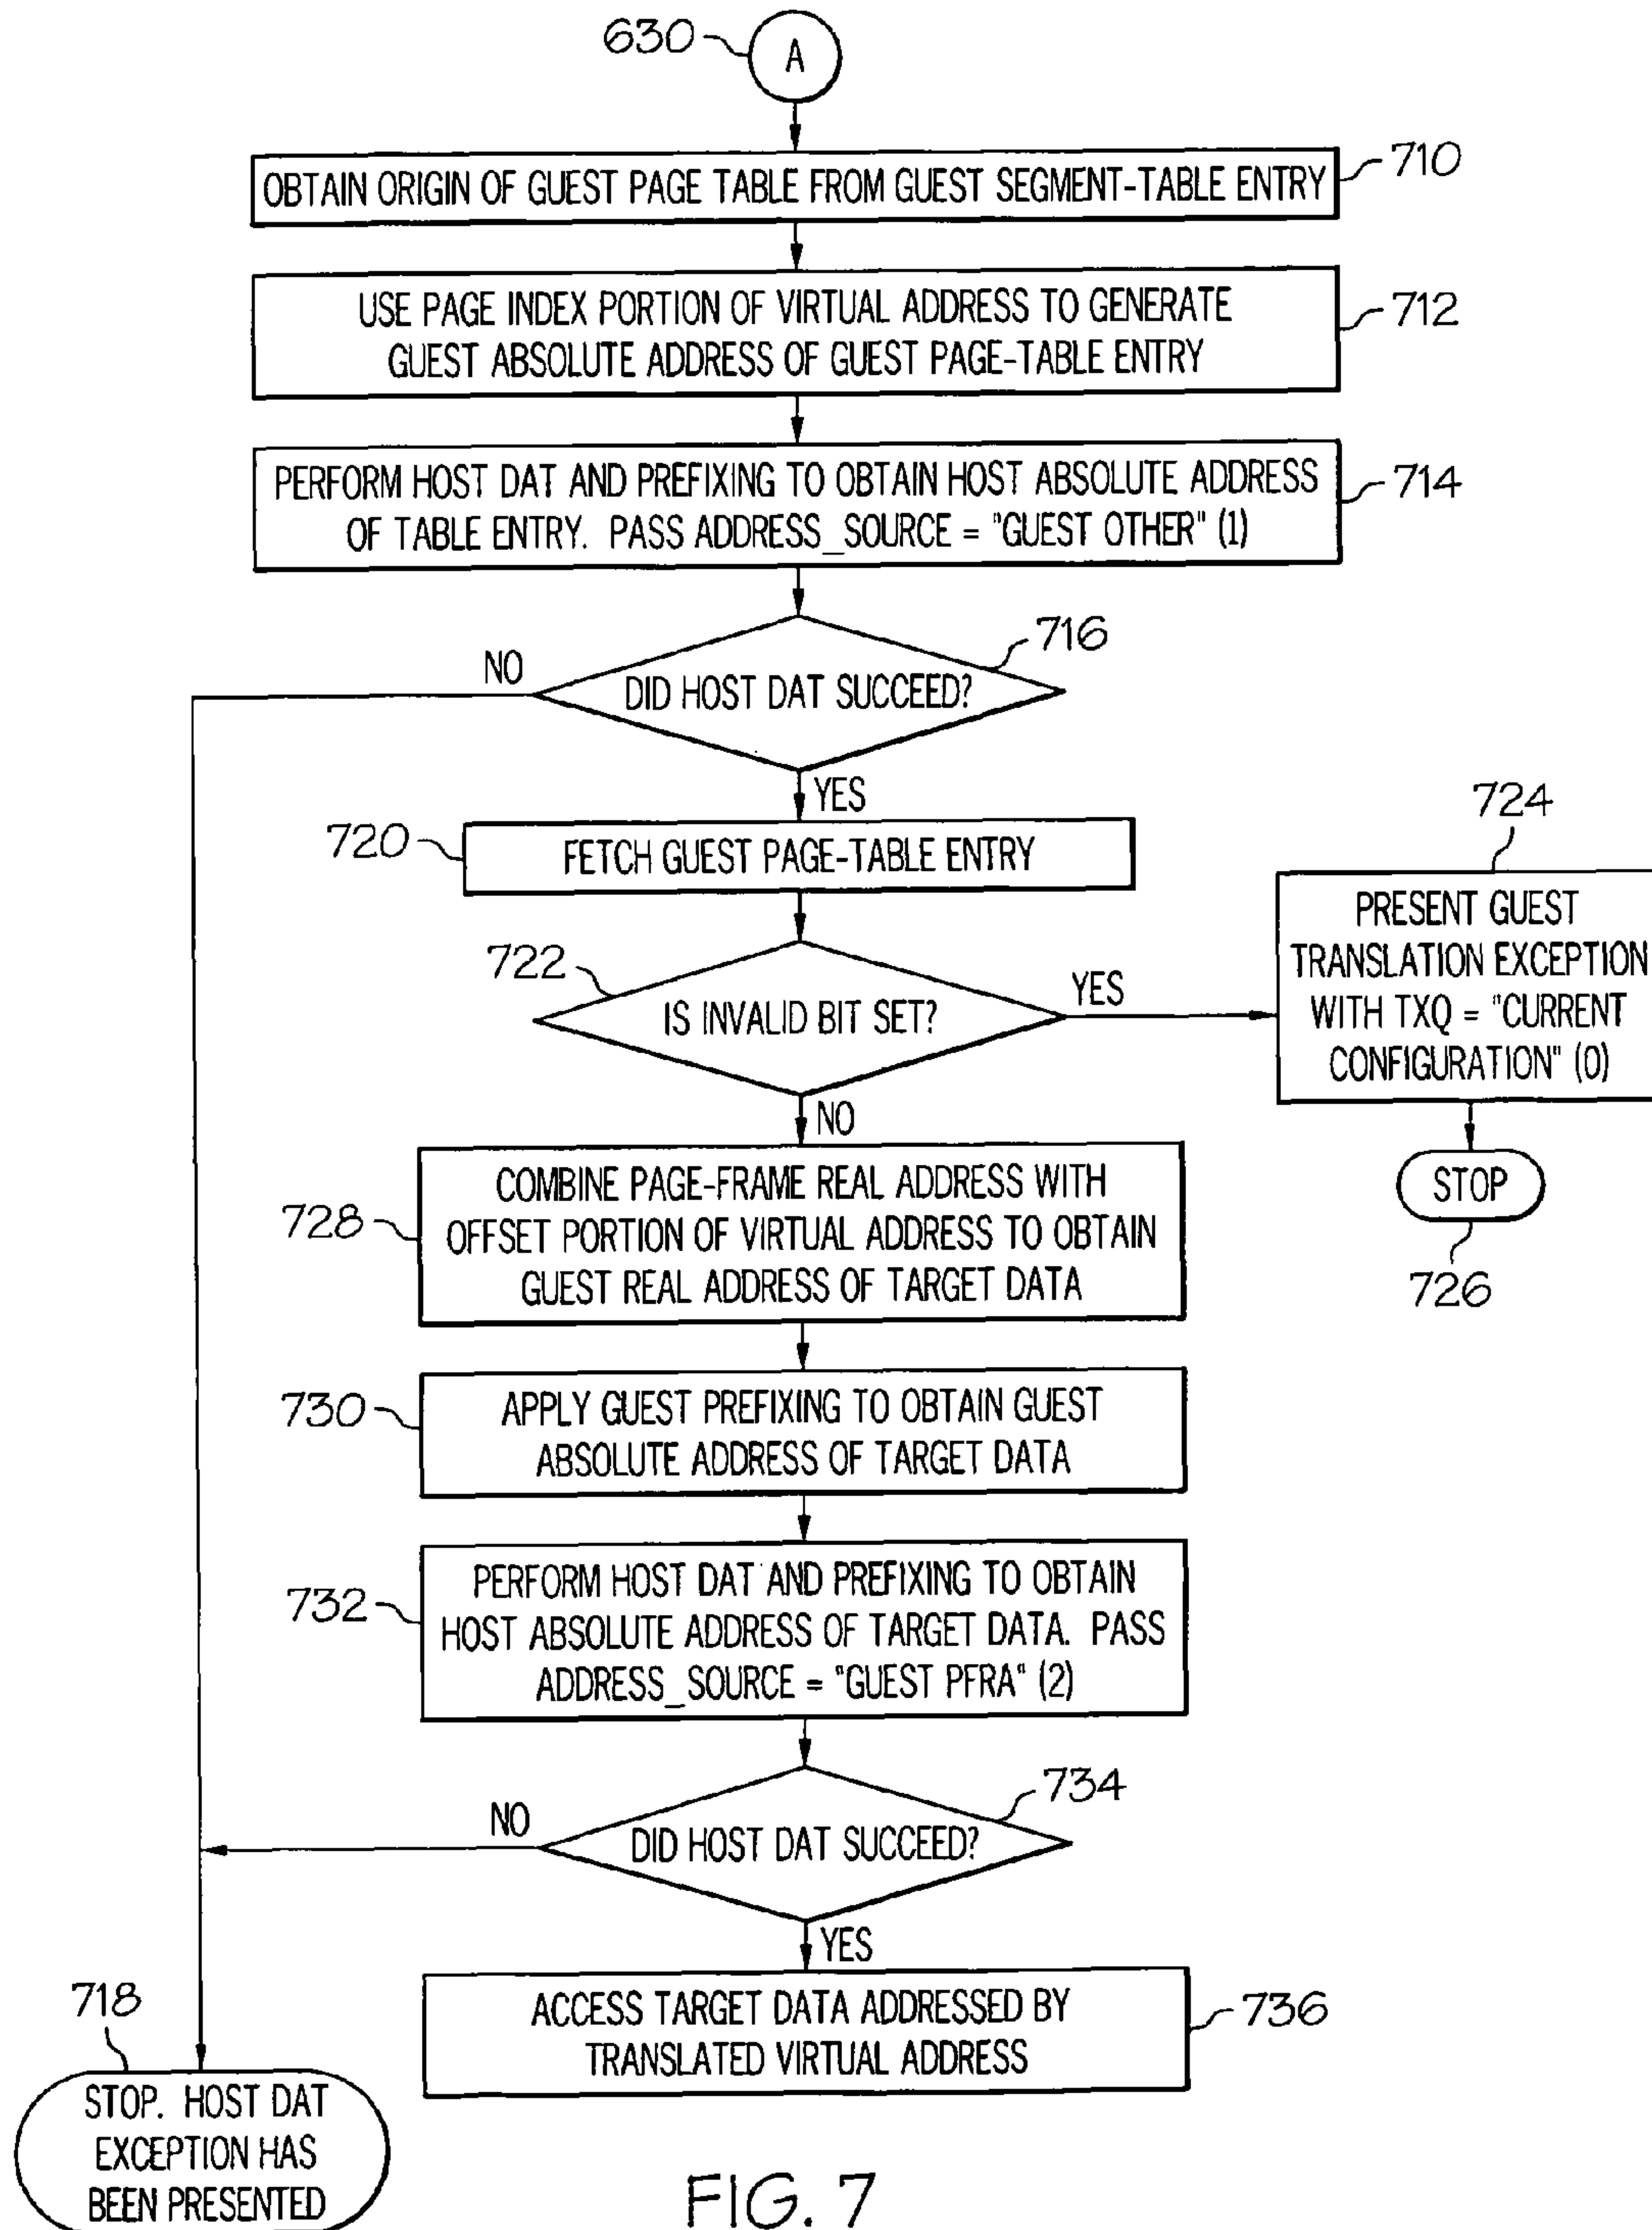 630
A
OBTAIN ORIGIN OF GUEST PAGE TABLE FROM GUEST SEGMENT-TABLE ENTRY
710
USE PAGE INDEX PORTION OF VIRTUAL ADDRESS TO GENERATE
GUEST ABSOLUTE ADDRESS OF GUEST PAGE-TABLE ENTRY
712
PERFORM HOST DAT AND PREFIXING TO OBTAIN HOST ABSOLUTE ADDRESS
OF TABLE ENTRY. PASS ADDRESS_SOURCE = "GUEST OTHER" (1)
714
716
NO
DID HOST DAT SUCCEED?
YES
720
FETCH GUEST PAGE-TABLE ENTRY
724
PRESENT GUEST
TRANSLATION EXCEPTION
WITH TXQ = "CURRENT
CONFIGURATION" (0)
722
IS INVALID BIT SET?
YES
NO
STOP
726
728
COMBINE PAGE-FRAME REAL ADDRESS WITH
OFFSET PORTION OF VIRTUAL ADDRESS TO OBTAIN
GUEST REAL ADDRESS OF TARGET DATA
730
APPLY GUEST PREFIXING TO OBTAIN GUEST
ABSOLUTE ADDRESS OF TARGET DATA
732
PERFORM HOST DAT AND PREFIXING TO OBTAIN
HOST ABSOLUTE ADDRESS OF TARGET DATA. PASS
ADDRESS_SOURCE = "GUEST PFRA" (2)
734
NO
DID HOST DAT SUCCEED?
YES
718
STOP. HOST DAT
EXCEPTION HAS
BEEN PRESENTED
ACCESS TARGET DATA ADDRESSED BY
TRANSLATED VIRTUAL ADDRESS
736
FIG. 7